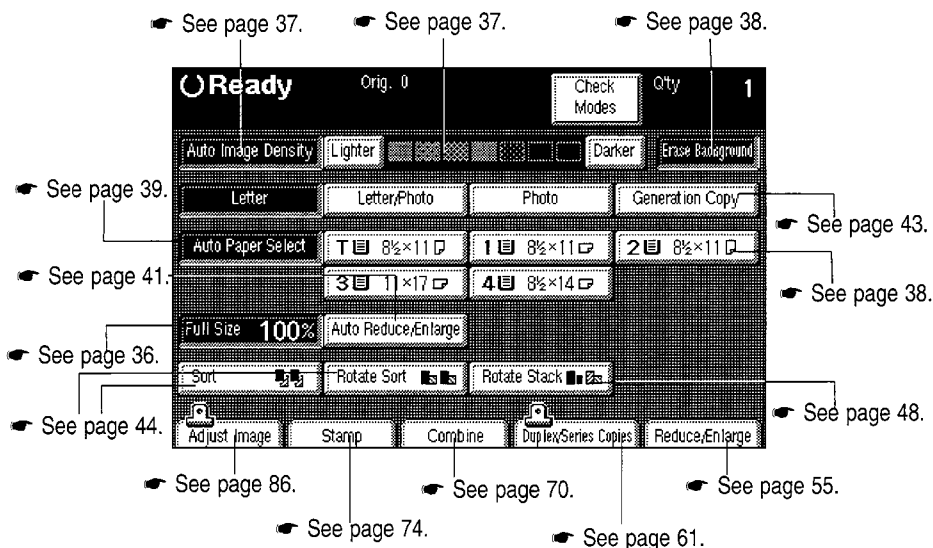 ☛ See page 37. ☛ See page 37. ☛ See page 38.
Ready Orig. 0 Check Modes Q'ty 1
Auto Image Density Lighter Darker Erase Background
☛ See page 39.
Letter Letter/Photo Photo Generation Copy
☛ See page 43.
Auto Paper Select T 8½×11 1 8½×11 2 8½×11
☛ See page 41.
3 11×17 4 8½×14
☛ See page 38.
Full Size 100% Auto Reduce/Enlarge
☛ See page 36.
Sort Rotate Sort Rotate Stack
☛ See page 44.
☛ See page 48.
Adjust Image Stamp Combine Duplex/Series Copies Reduce/Enlarge
☛ See page 86. ☛ See page 70. ☛ See page 55.
☛ See page 74. ☛ See page 61.